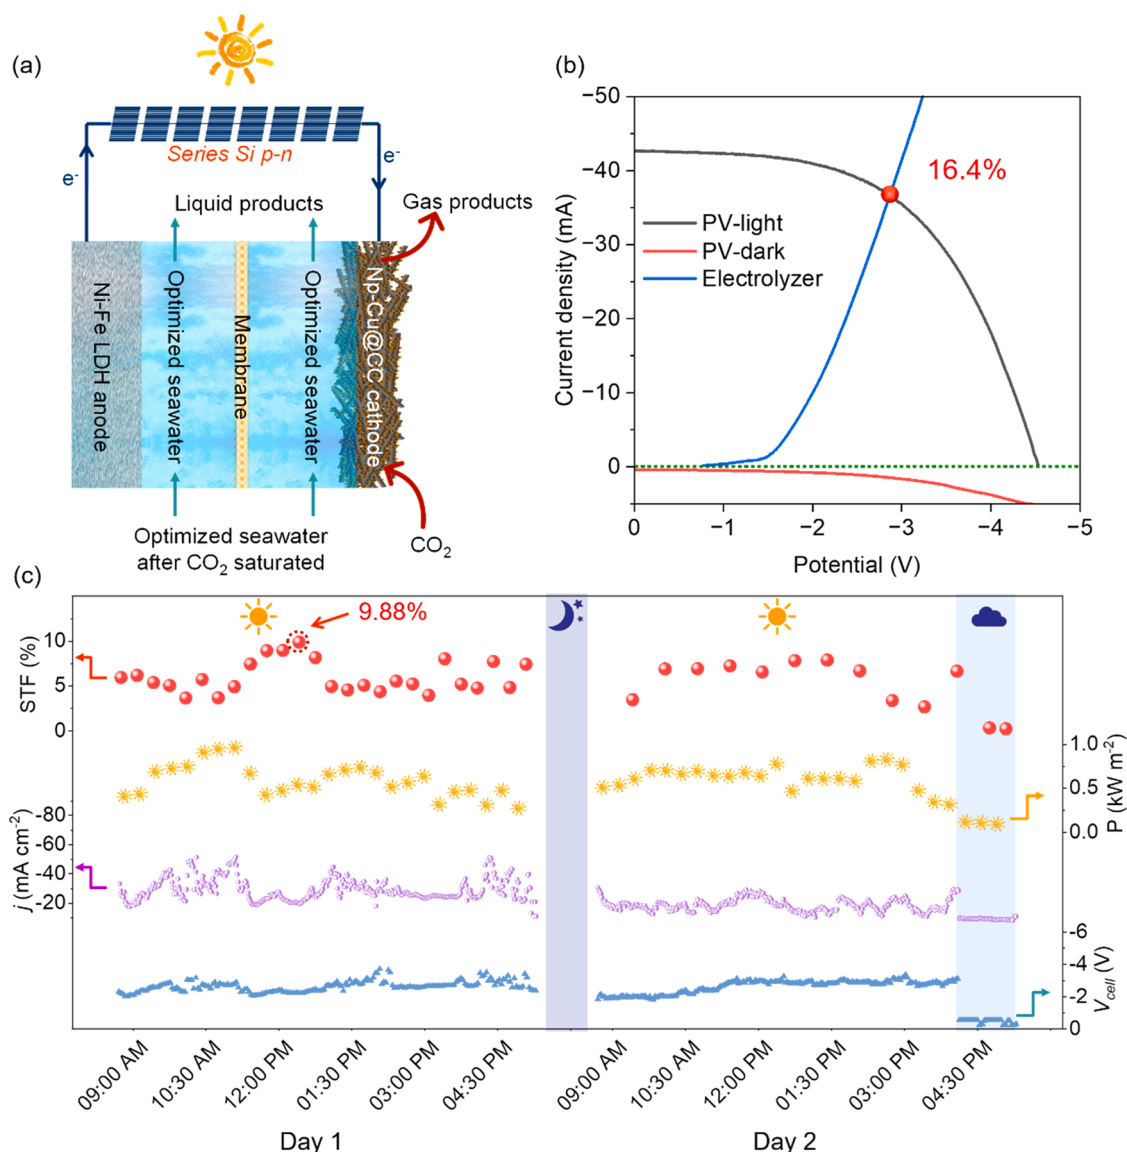 (a)
Series Si p-n
e-
e-
Liquid products
Gas products
Ni-Fe LDH anode
Optimized seawater
Membrane
Optimized seawater
Np-Cu@CC cathode
Optimized seawater
after CO2 saturated
CO2
(b)
Current density (mA)
−50
−40
−30
−20
−10
0
16.4%
PV-light
PV-dark
Electrolyzer
0
−1
−2
−3
−4
−5
Potential (V)
(c)
9.88%
STF (%)
10
5
0
P (kW m-2)
1.0
0.5
0.0
j (mA cm-2)
-80
-60
-40
-20
Vcell (V)
-6
-4
-2
0
09:00 AM
10:30 AM
12:00 PM
01:30 PM
03:00 PM
04:30 PM
09:00 AM
10:30 AM
12:00 PM
01:30 PM
03:00 PM
04:30 PM
Day 1
Day 2